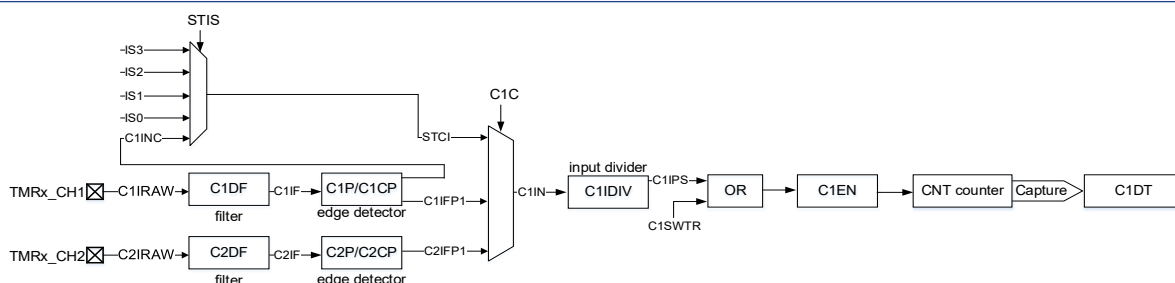 STIS
IS3
IS2
IS1
IS0
C1INC
C1C
STCI
TMRx_CH1
C1IRAW
C1DF
filter
C1IF
C1P/C1CP
edge detector
C1IFP1
C1IN
input divider
C1IDIV
C1IPS
C1SWTR
OR
C1EN
CNT counter
Capture
C1DT
TMRx_CH2
C2IRAW
C2DF
filter
C2IF
C2P/C2CP
edge detector
C2IFP1